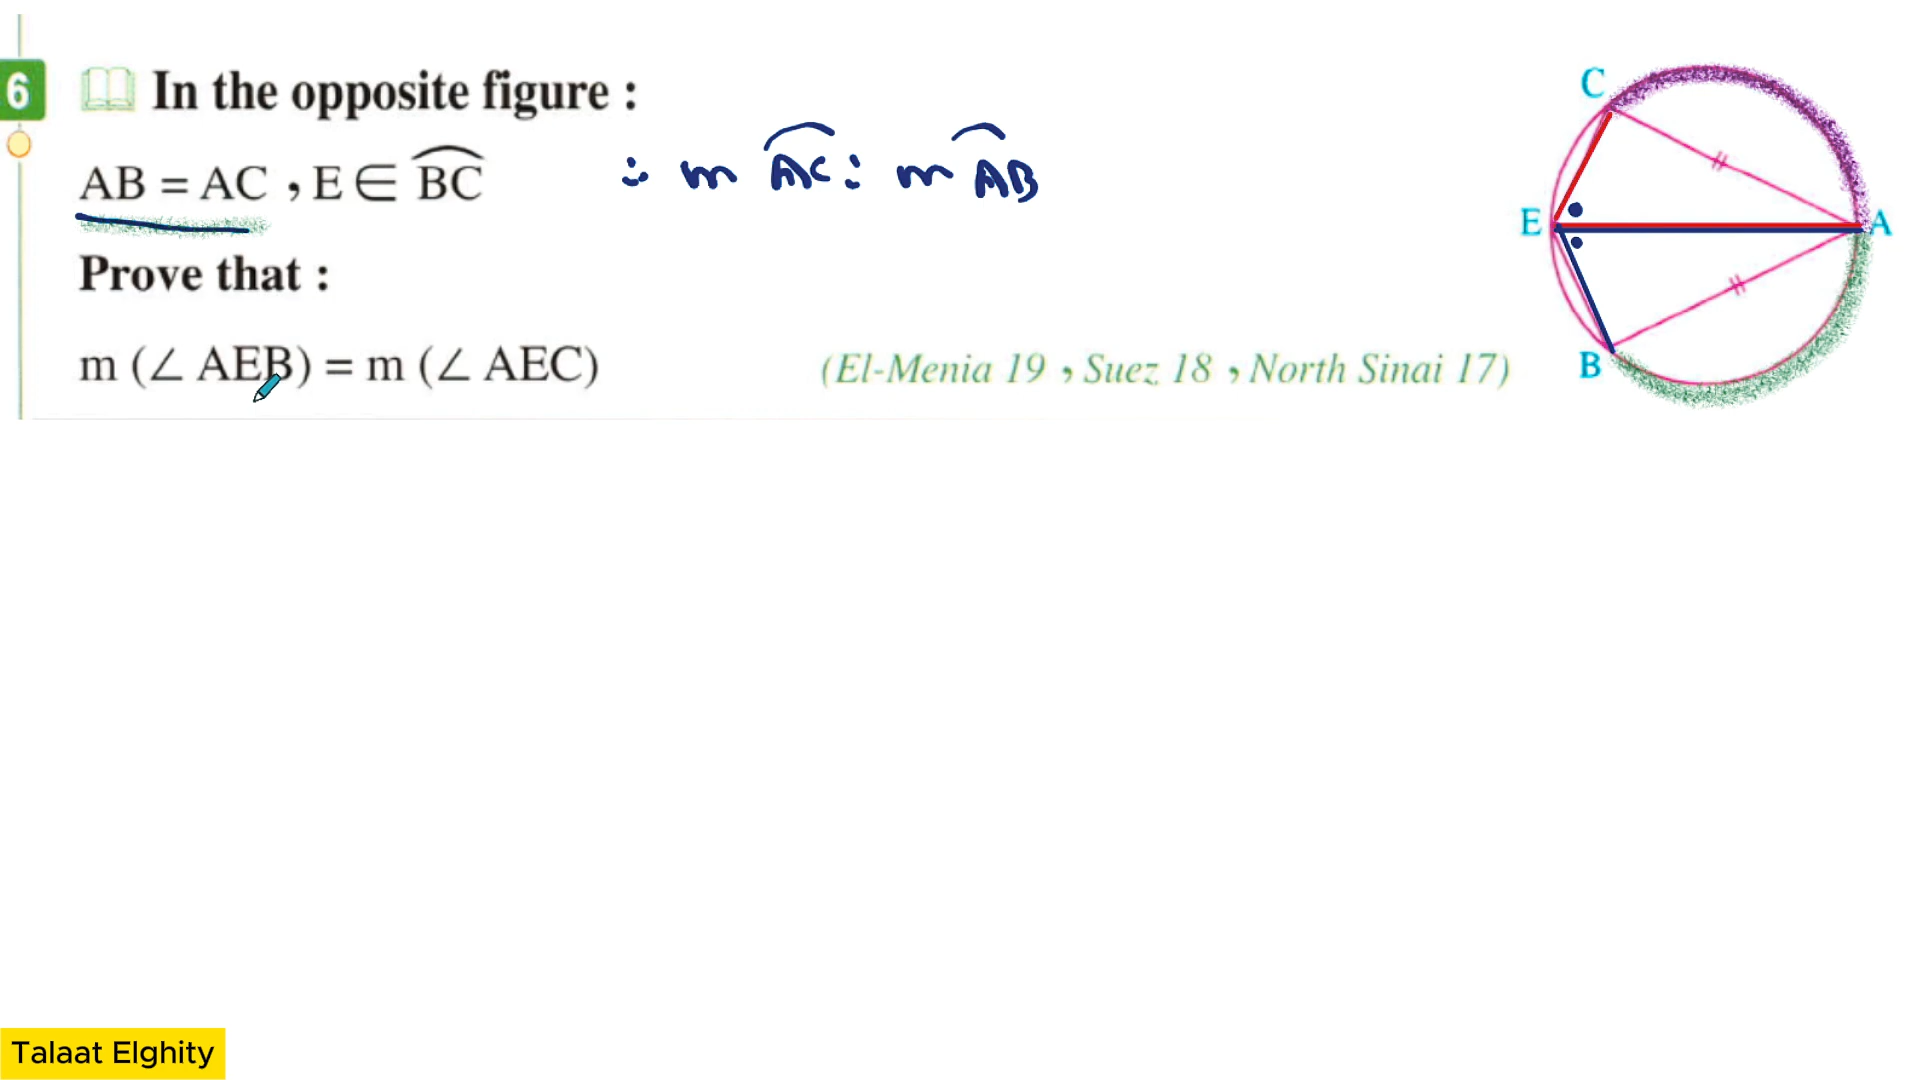 6 In the opposite figure :
AB = AC , E ∈ BC ∴ m AC = m AB
Prove that :
m (∠ AEB) = m (∠ AEC) (El-Menia 19 , Suez 18 , North Sinai 17)
C
E
A
B
Talaat Elghity